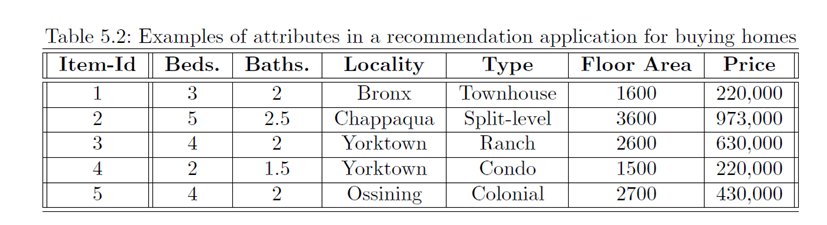 Table 5.2: Examples of attributes in a recommendation application for buying homes
Item-Id Beds. Baths. Locality Type Floor Area Price
1 3 2 Bronx Townhouse 1600 220,000
2 5 2.5 Chappaqua Split-level 3600 973,000
3 4 2 Yorktown Ranch 2600 630,000
4 2 1.5 Yorktown Condo 1500 220,000
5 4 2 Ossining Colonial 2700 430,000